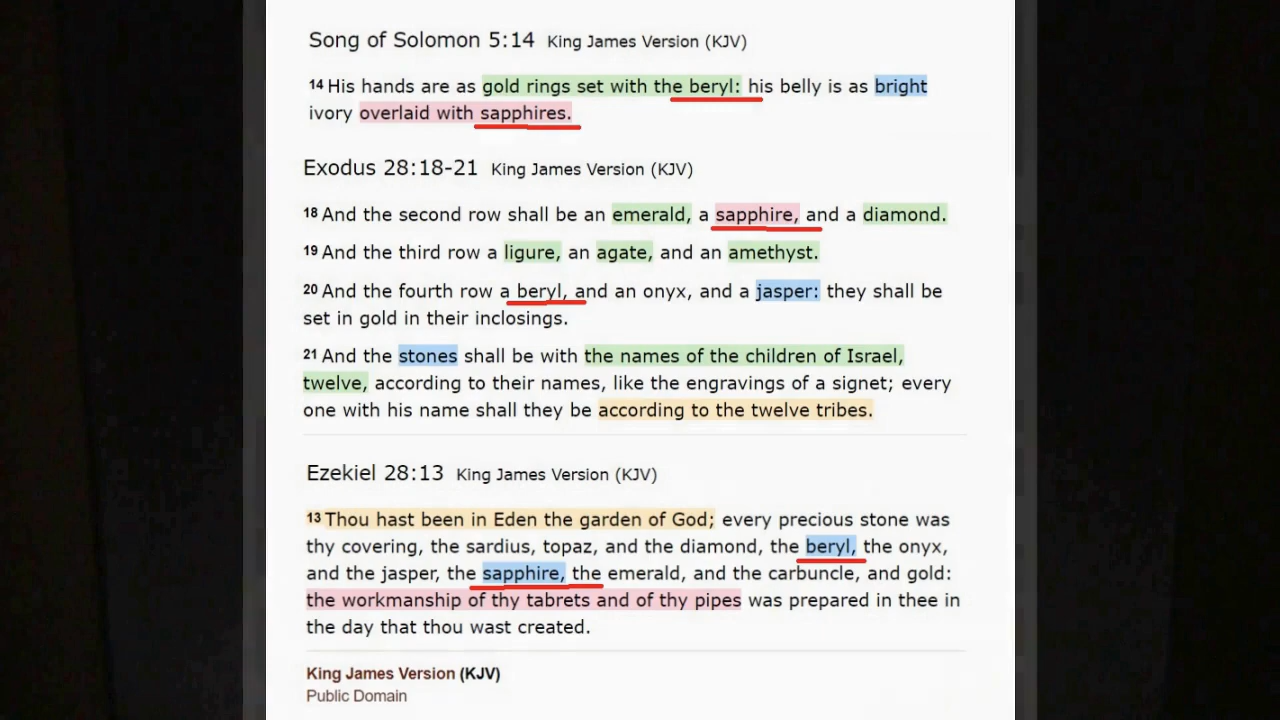 Song of Solomon 5:14 King James Version (KJV)
14 His hands are as gold rings set with the beryl: his belly is as bright
ivory overlaid with sapphires.
Exodus 28:18-21 King James Version (KJV)
18 And the second row shall be an emerald, a sapphire, and a diamond.
19 And the third row a ligure, an agate, and an amethyst.
20 And the fourth row a beryl, and an onyx, and a jasper: they shall be
set in gold in their inclosings.
21 And the stones shall be with the names of the children of Israel,
twelve, according to their names, like the engravings of a signet; every
one with his name shall they be according to the twelve tribes.
Ezekiel 28:13 King James Version (KJV)
13 Thou hast been in Eden the garden of God; every precious stone was
thy covering, the sardius, topaz, and the diamond, the beryl, the onyx,
and the jasper, the sapphire, the emerald, and the carbuncle, and gold:
the workmanship of thy tabrets and of thy pipes was prepared in thee in
the day that thou wast created.
King James Version (KJV)
Public Domain